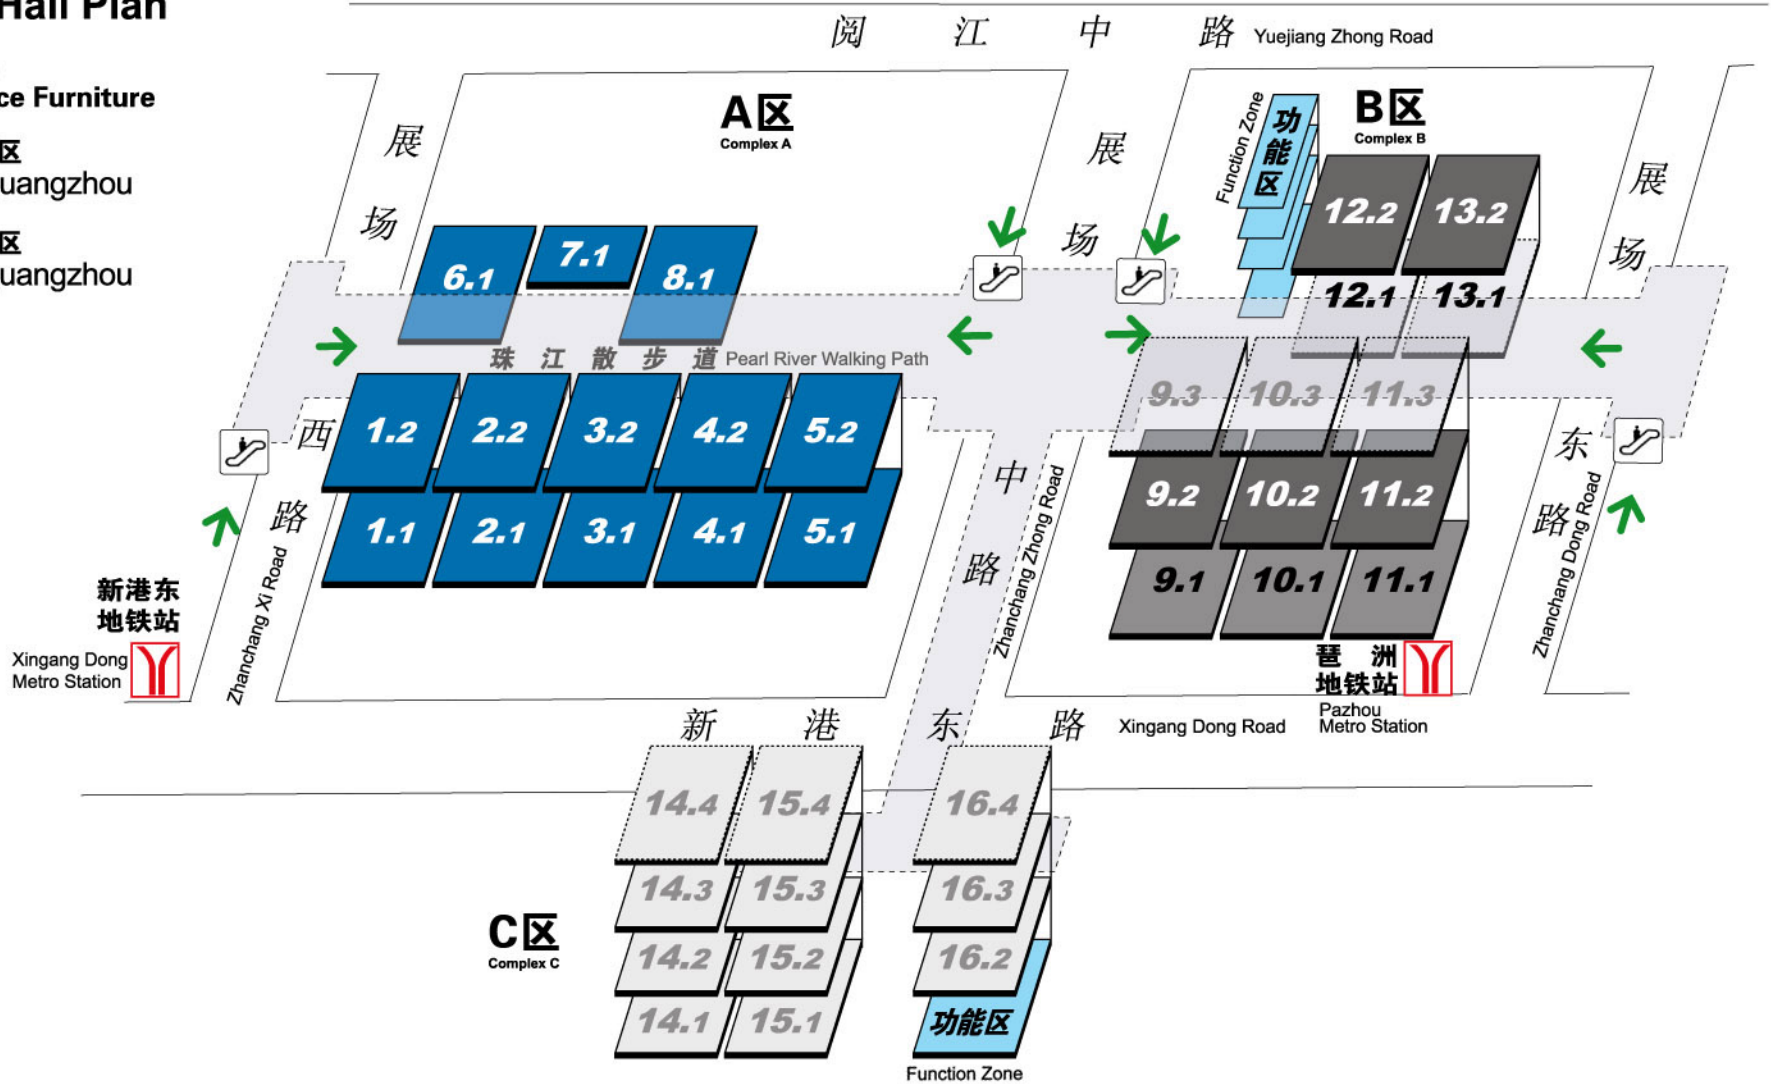 Hall Plan
ce Furniture
区
uangzhou
区
uangzhou
阅 江 中 路 Yuejiang Zhong Road
A区
Complex A
B区
Complex B
展 场 西 路
Zhanchang Xi Road
展 场 中 路
Zhanchang Zhong Road
展 场 东 路
Zhanchang Dong Road
Function Zone
功能区
12.2 13.2
12.1 13.1
6.1 7.1 8.1
珠 江 散 步 道 Pearl River Walking Path
1.2 2.2 3.2 4.2 5.2
1.1 2.1 3.1 4.1 5.1
9.3 10.3 11.3
9.2 10.2 11.2
9.1 10.1 11.1
新港东
地铁站
Xingang Dong
Metro Station
琶 洲
地铁站
Pazhou
Metro Station
新 港 东 路 Xingang Dong Road
14.4 15.4 16.4
14.3 15.3 16.3
14.2 15.2 16.2
14.1 15.1 功能区
Function Zone
C区
Complex C